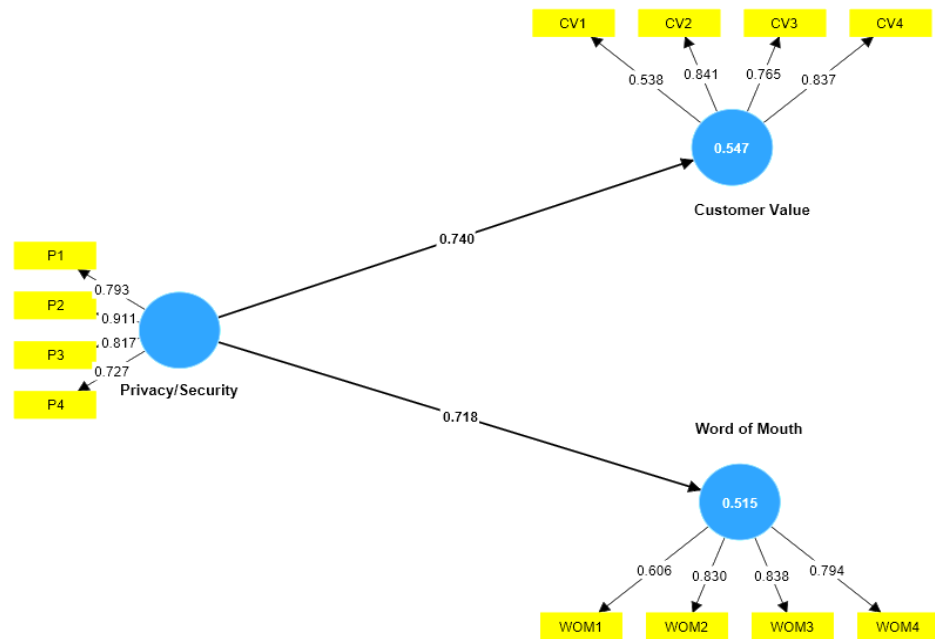 CV1 CV2 CV3 CV4
0.538 0.841 0.765 0.837
0.547
Customer Value
0.740
P1
0.793
P2
0.911
0.817
P3
0.727
P4
Privacy/Security
0.718
Word of Mouth
0.515
0.606 0.830 0.838 0.794
WOM1 WOM2 WOM3 WOM4